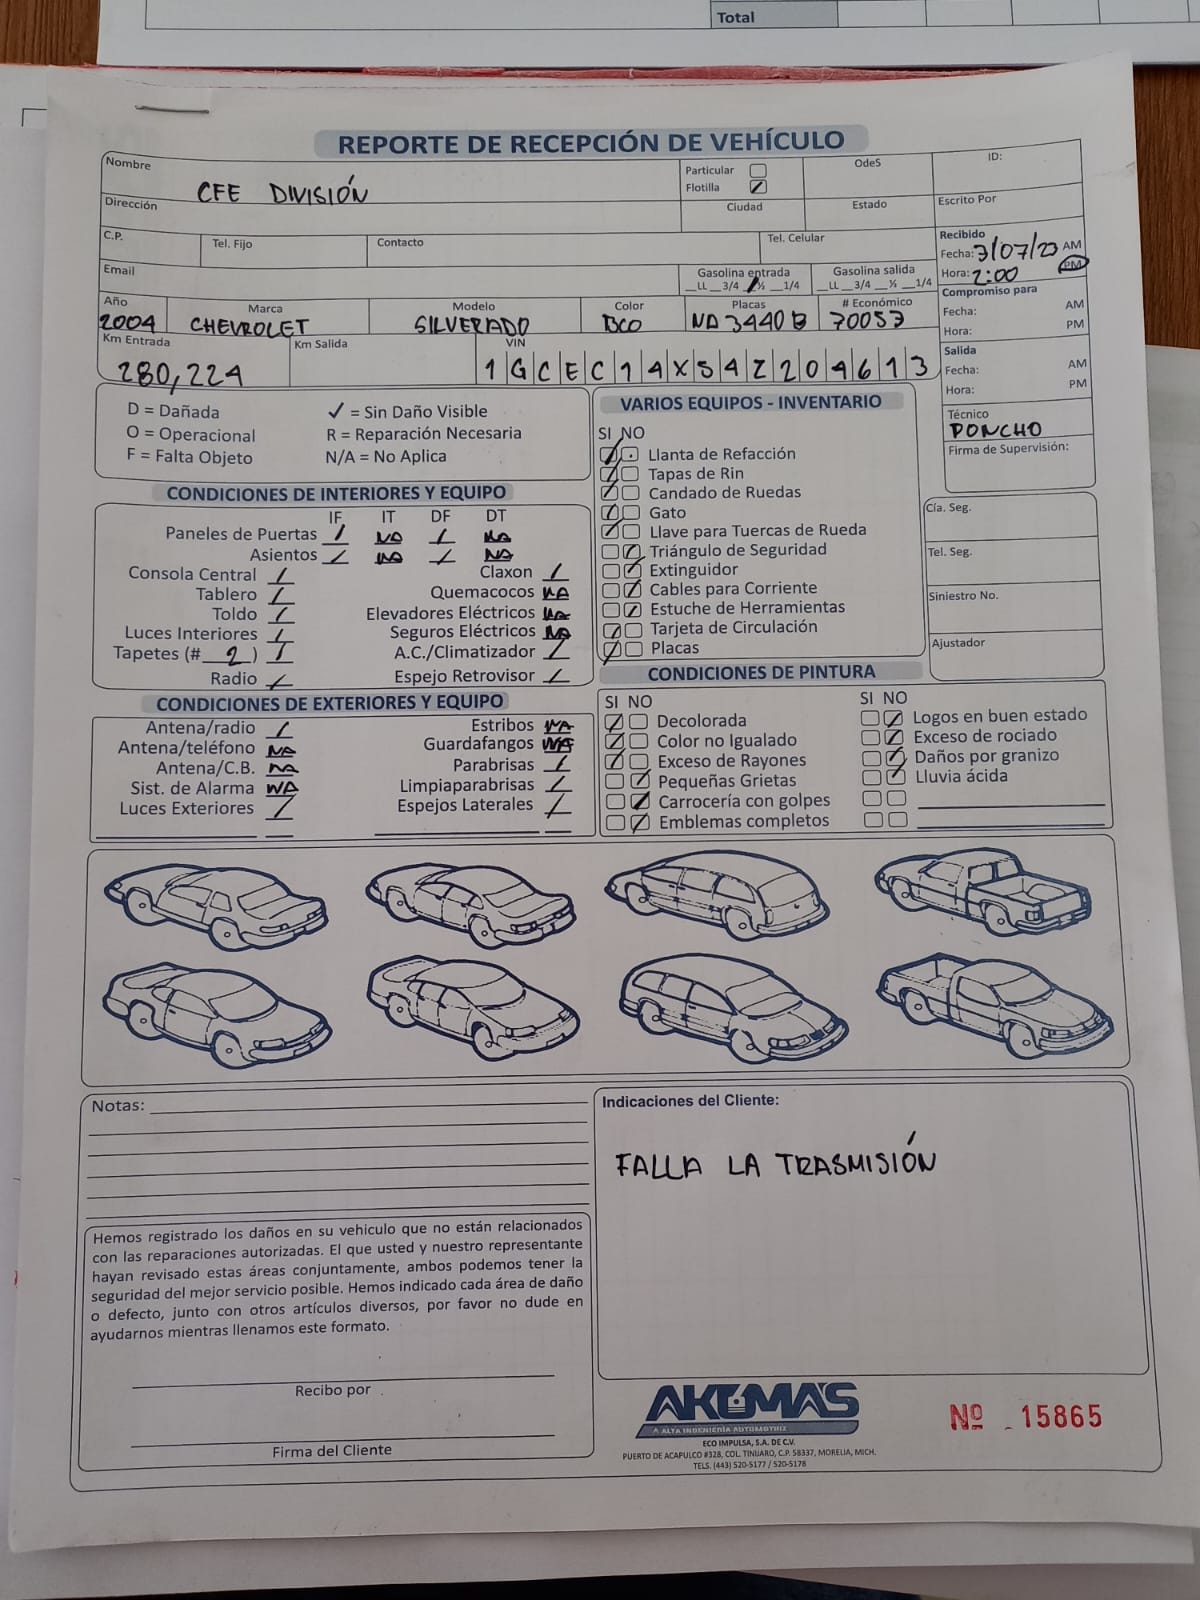 Total
REPORTE DE RECEPCIÓN DE VEHÍCULO
Nombre CFE DIVISIÓN
Particular
Flotilla ✓
OdeS
ID:
Dirección
Ciudad
Estado
Escrito Por
C.P.
Tel. Fijo
Contacto
Tel. Celular
Recibido
Fecha: 3/07/23 AM
Hora: 2:00 PM
Email
Gasolina entrada
__LL __3/4 ✓½ __1/4
Gasolina salida
__LL __3/4 __½ __1/4
Año 2004
Marca CHEVROLET
Modelo SILVERADO
Color BCO
Placas NA3440B
# Económico 70053
Compromiso para
Fecha: AM
Hora: PM
Km Entrada 280,224
Km Salida
VIN 1GCEC14X54Z204613
Salida
Fecha: AM
Hora: PM
Técnico
PONCHO
Firma de Supervisión:
D = Dañada
O = Operacional
F = Falta Objeto
✓ = Sin Daño Visible
R = Reparación Necesaria
N/A = No Aplica
VARIOS EQUIPOS - INVENTARIO
SI NO
Llanta de Refacción
Tapas de Rin
Candado de Ruedas
Gato
Llave para Tuercas de Rueda
Triángulo de Seguridad
Extinguidor
Cables para Corriente
Estuche de Herramientas
Tarjeta de Circulación
Placas
Cía. Seg.
Tel. Seg.
Siniestro No.
Ajustador
CONDICIONES DE INTERIORES Y EQUIPO
IF IT DF DT
Paneles de Puertas ✓ NA ✓ NA
Asientos ✓ NA ✓ NA
Consola Central ✓
Claxon ✓
Tablero ✓
Quemacocos NA
Toldo ✓
Elevadores Eléctricos NA
Luces Interiores ✓
Seguros Eléctricos NA
Tapetes (# 2 ) ✓
A.C./Climatizador ✓
Radio ✓
Espejo Retrovisor ✓
CONDICIONES DE EXTERIORES Y EQUIPO
Antena/radio ✓
Estribos NA
Antena/teléfono NA
Guardafangos NA
Antena/C.B. NA
Parabrisas ✓
Sist. de Alarma NA
Limpiaparabrisas ✓
Luces Exteriores ✓
Espejos Laterales ✓
CONDICIONES DE PINTURA
SI NO
Decolorada
Color no Igualado
Exceso de Rayones
Pequeñas Grietas
Carrocería con golpes
Emblemas completos
SI NO
Logos en buen estado
Exceso de rociado
Daños por granizo
Lluvia ácida
Notas:
Indicaciones del Cliente:
FALLA LA TRASMISIÓN
Hemos registrado los daños en su vehiculo que no están relacionados
con las reparaciones autorizadas. El que usted y nuestro representante
hayan revisado estas áreas conjuntamente, ambos podemos tener la
seguridad del mejor servicio posible. Hemos indicado cada área de daño
o defecto, junto con otros artículos diversos, por favor no dude en
ayudarnos mientras llenamos este formato.
Recibo por
Firma del Cliente
AKUMAS
ALTA INGENIERÍA AUTOMOTRIZ
ECO IMPULSA, S.A. DE C.V.
PUERTO DE ACAPULCO #328, COL. TINIJARO, C.P. 58337, MORELIA, MICH.
TELS. (443) 520-5177 / 520-5178
Nº 15865